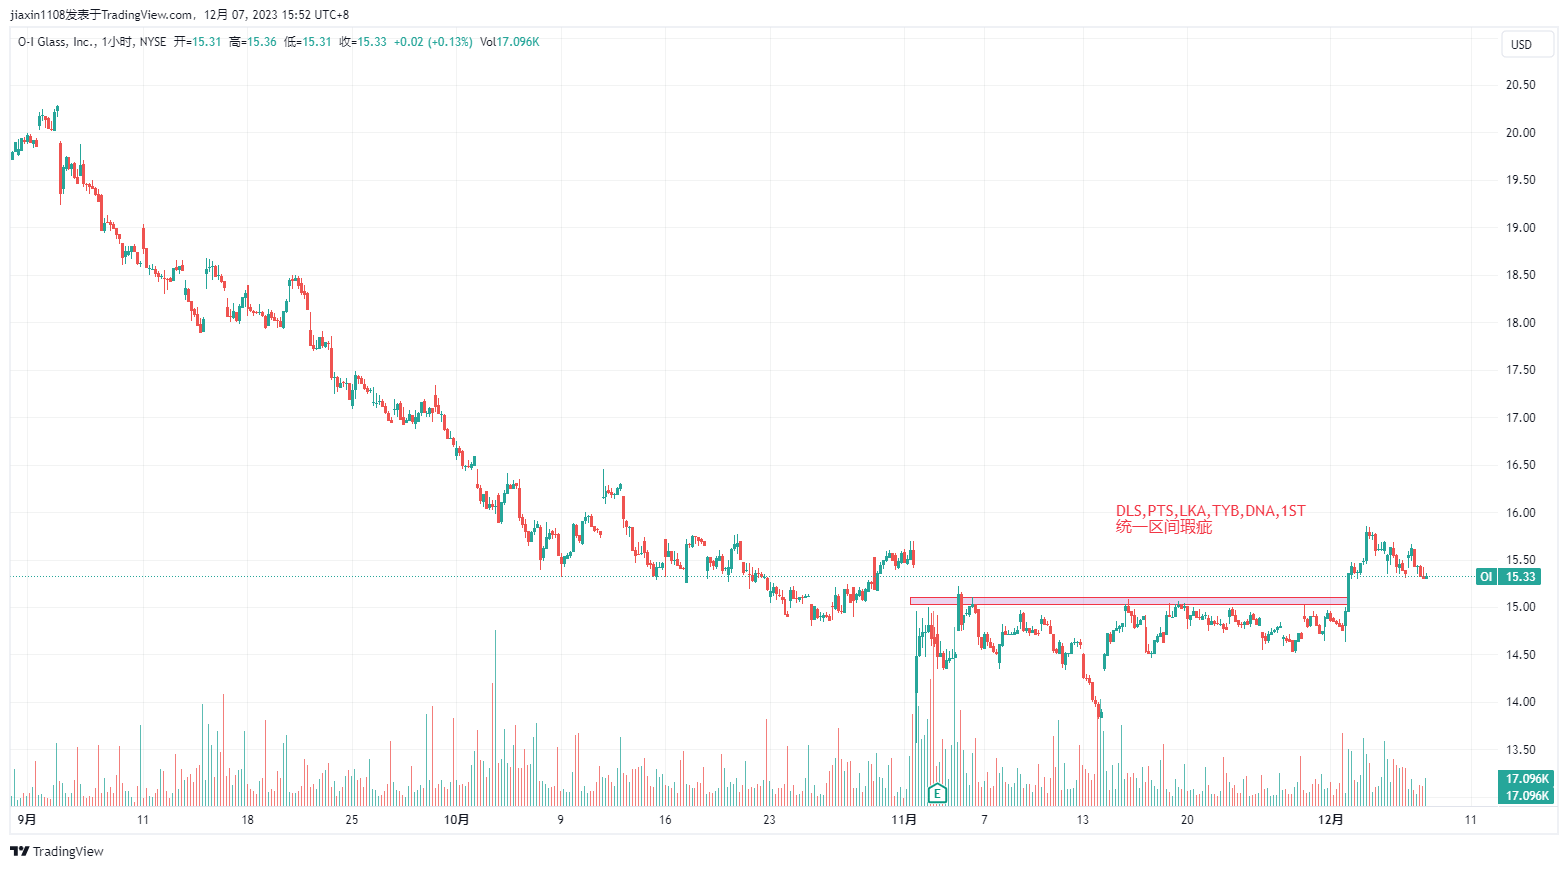 jiaxin1108发表于TradingView.com, 12月 07, 2023 15:52 UTC+8
O-I Glass, Inc., 1小时, NYSE 开=15.31 高=15.36 低=15.31 收=15.33 +0.02 (+0.13%) Vol17.096K
USD
20.50
20.00
19.50
19.00
18.50
18.00
17.50
17.00
16.50
16.00
DLS,PTS,LKA,TYB,DNA,1ST
统一区间瑕疵
15.50
OI 15.33
15.00
14.50
14.00
13.50
17.096K
17.096K
E
9月 11 18 25 10月 9 16 23 11月 7 13 20 12月 11
TradingView